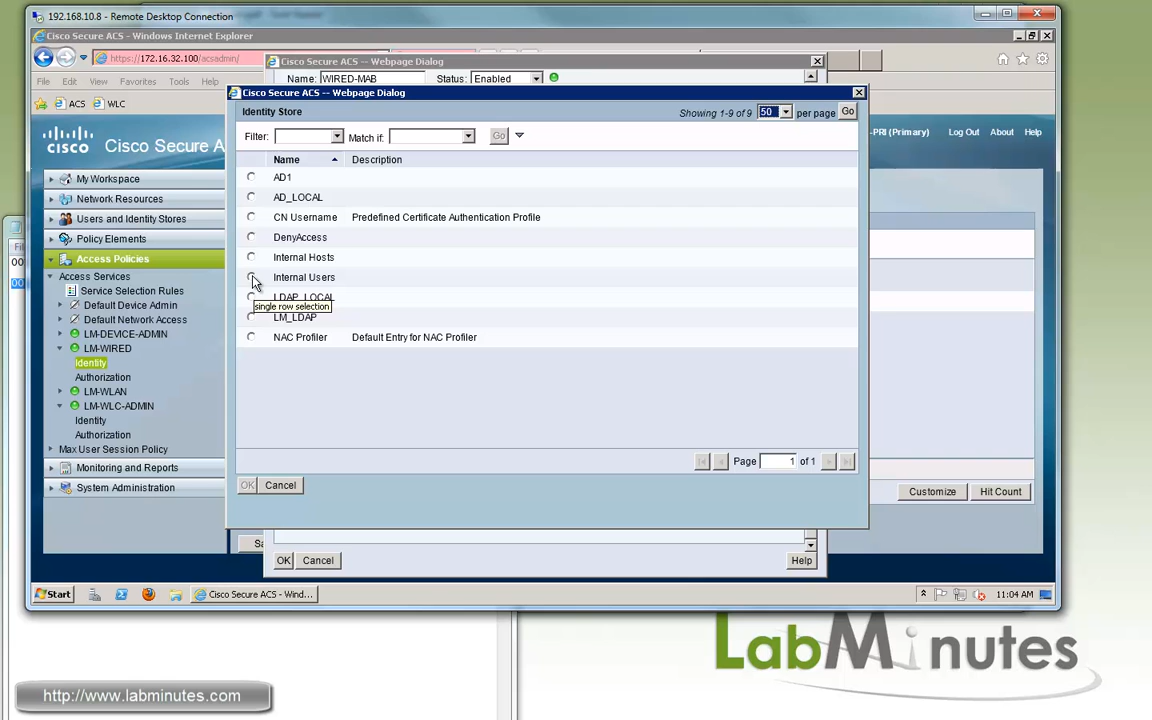 192.168.10.8 - Remote Desktop Connection
Cisco Secure ACS - Windows Internet Explorer
https://172.16.32.100/acsadmin/
File Edit View Favorites Tools Help
ACS WLC
Cisco Secure ACS -- Webpage Dialog
Name: WIRED-MAB Status: Enabled
Cisco Secure ACS -- Webpage Dialog
Identity Store
Showing 1-9 of 9 50 per page Go
Filter: Match if: Go
Name Description
AD1
AD_LOCAL
CN Username Predefined Certificate Authentication Profile
DenyAccess
Internal Hosts
Internal Users
LDAP_LOCAL
single row selection
LM_LDAP
NAC Profiler Default Entry for NAC Profiler
Page 1 of 1
OK Cancel
CISCO
Cisco Secure A
-PRI (Primary) Log Out About Help
My Workspace
Network Resources
Users and Identity Stores
Policy Elements
Access Policies
Access Services
Service Selection Rules
Default Device Admin
Default Network Access
LM-DEVICE-ADMIN
LM-WIRED
Identity
Authorization
LM-WLAN
LM-WLC-ADMIN
Identity
Authorization
Max User Session Policy
Monitoring and Reports
System Administration
Customize Hit Count
Sa
OK Cancel Help
Start
Cisco Secure ACS - Wind...
11:04 AM
Fil
00
00
LabMinutes
http://www.labminutes.com